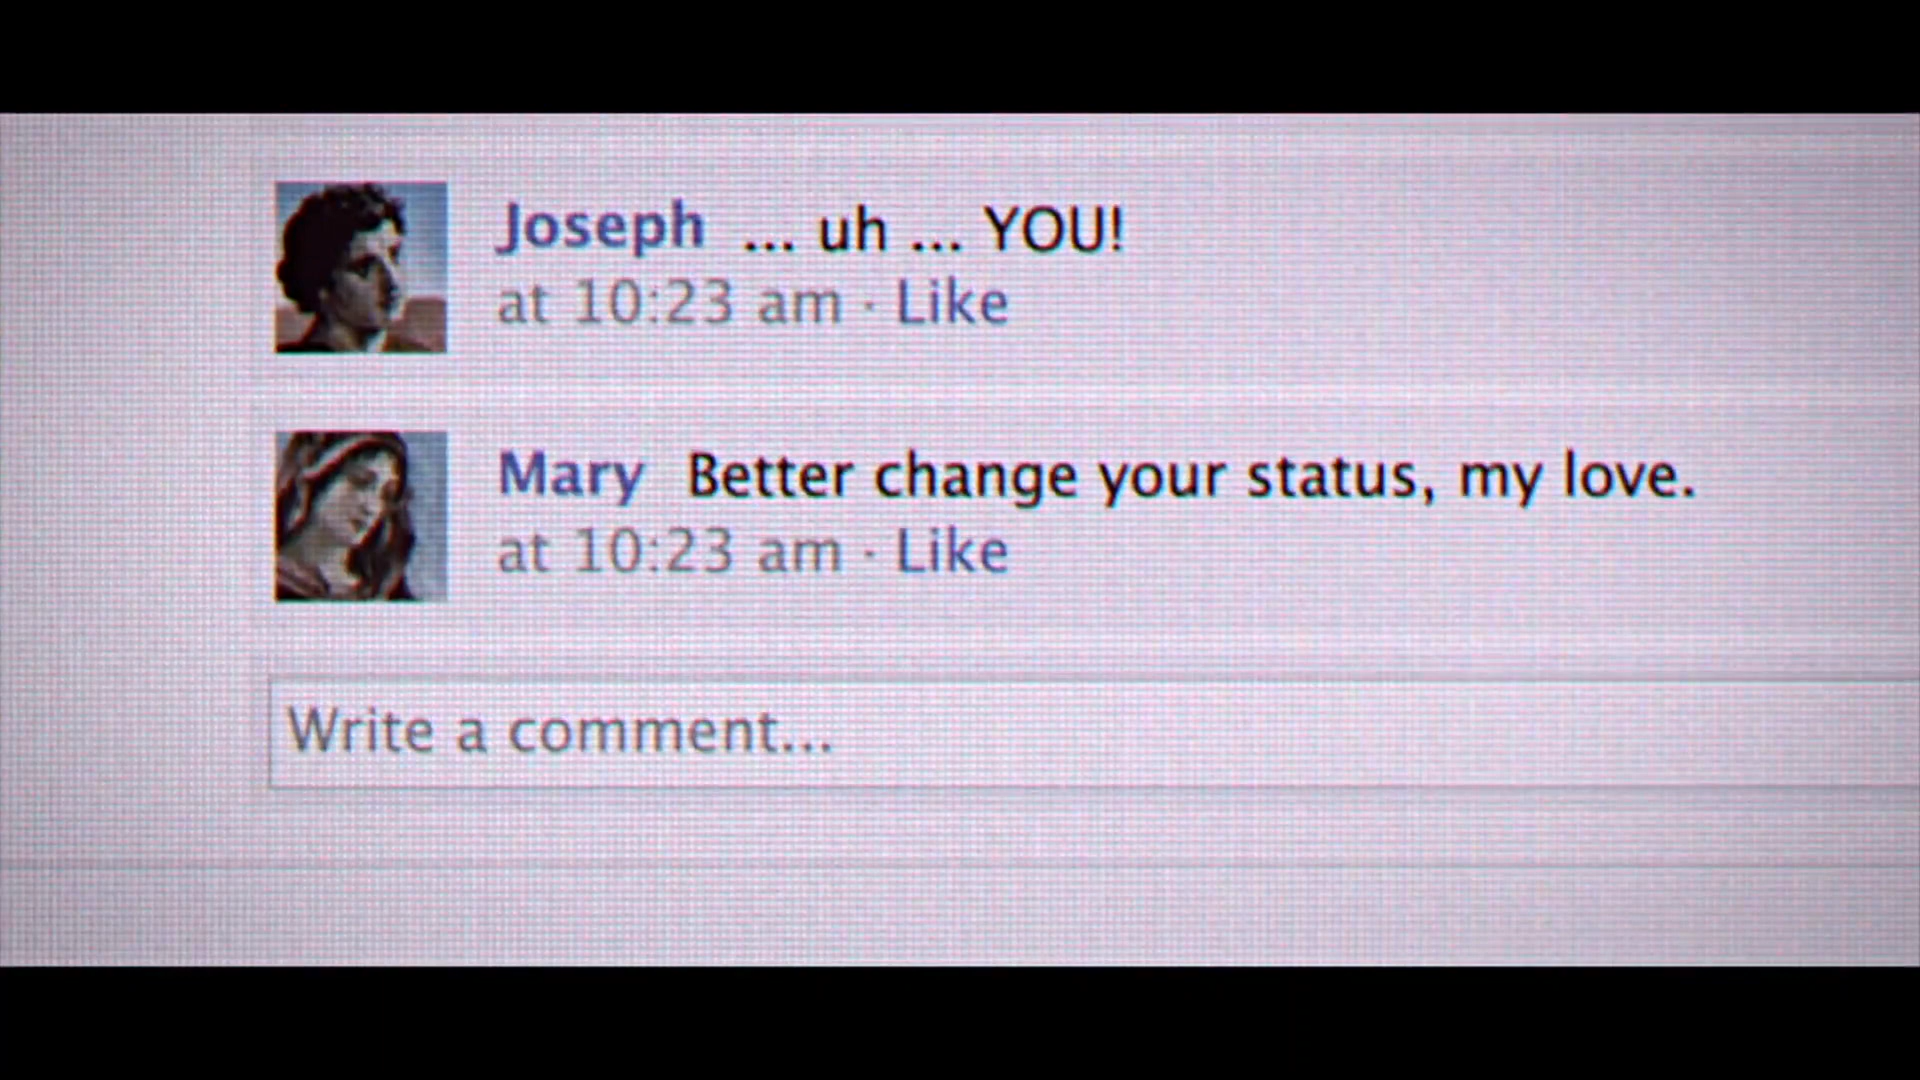 Joseph ... uh ... YOU!
at 10:23 am · Like
Mary Better change your status, my love.
at 10:23 am · Like
Write a comment...